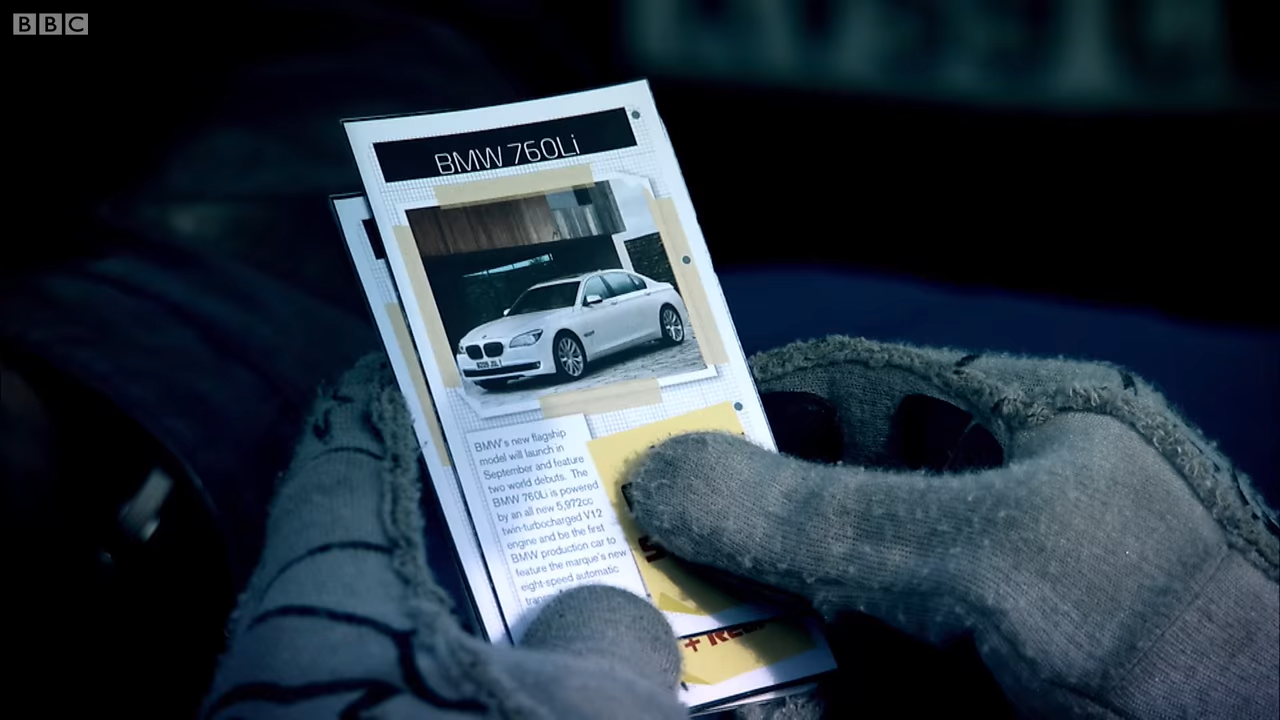 BBC
BMW 760Li
BMW's new flagship
model will launch in
September and feature
two world debuts. The
BMW 760Li is powered
by an all new 5,972cc
twin-turbocharged V12
engine and be the first
BMW production car to
feature the marque's new
eight-speed automatic